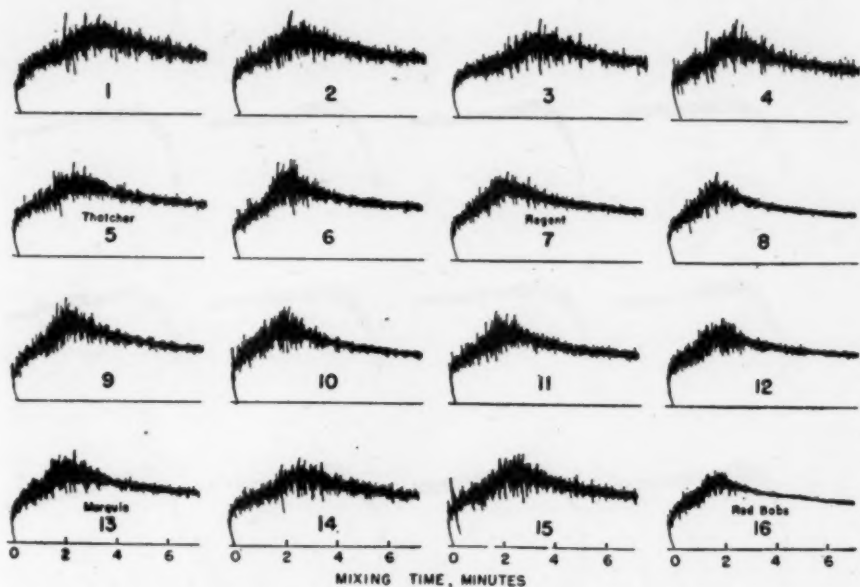 1 2 3 4
Thatcher Regent
5 6 7 8
9 10 11 12
Marquis Red Bobs
13 14 15 16
0 2 4 6 0 2 4 6 0 2 4 6 0 2 4 6
MIXING TIME, MINUTES